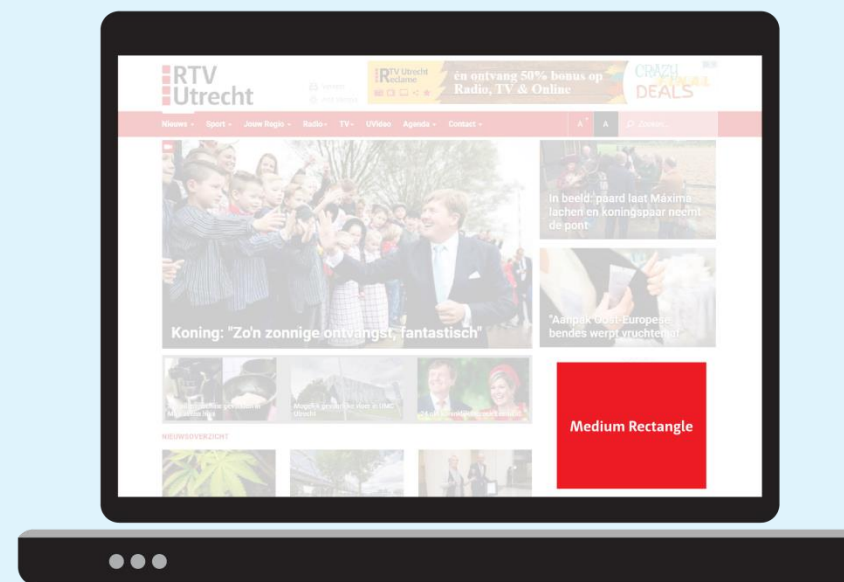 RTV
Utrecht
RTV Utrecht
Reclame
én ontvang 50% bonus op
Radio, TV & Online
CRAZY
DEALS
Nieuws Sport Jouw Regio Radio TV UVideo Agenda Contact A A Zoeken...
Koning: "Zo'n zonnige ontvangst, fantastisch"
In beeld: paard laat Máxima
lachen en koningspaar neemt
de pont
"Aanpak Oost-Europese
bendes werpt vruchten af"
Utrecht
NIEUWSOVERZICHT
Medium Rectangle